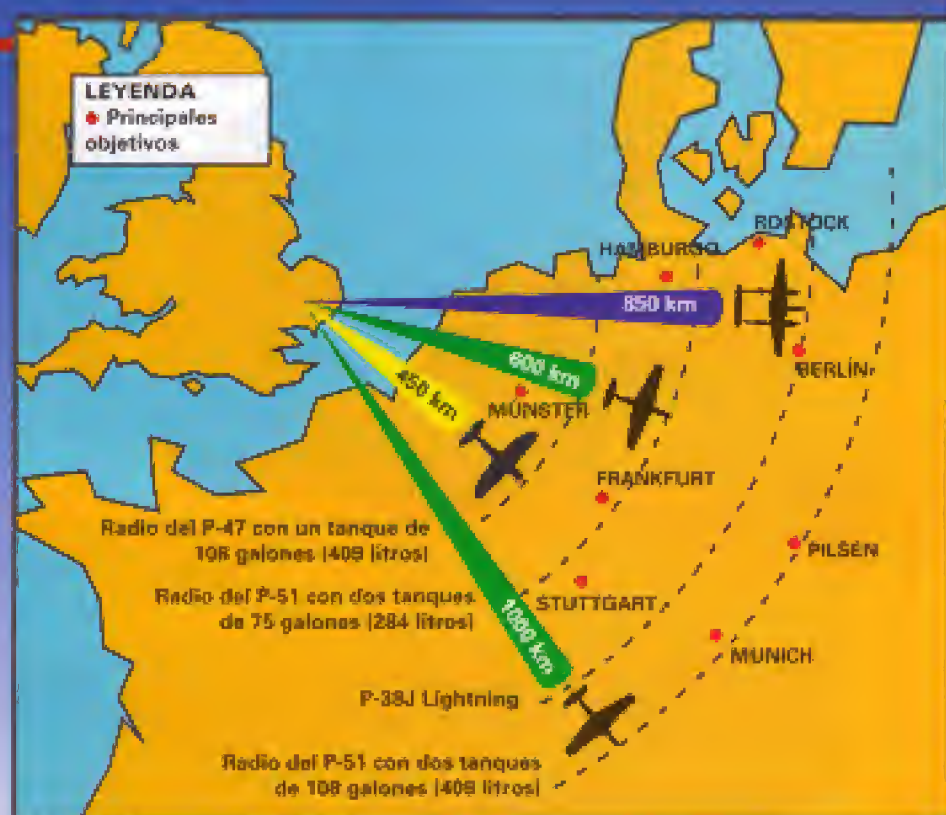 LEYENDA
Principales
objetivos
ROSTOCK
HAMBURGO
850 km
600 km
BERLÍN
450 km
MÜNSTER
FRANKFURT
Radio del P-47 con un tanque de
108 galones (409 litros)
PILSEN
Radio del P-51 con dos tanques
de 75 galones (284 litros)
STUTTGART
1000 km
MUNICH
P-38J Lightning
Radio del P-51 con dos tanques
de 108 galones (409 litros)